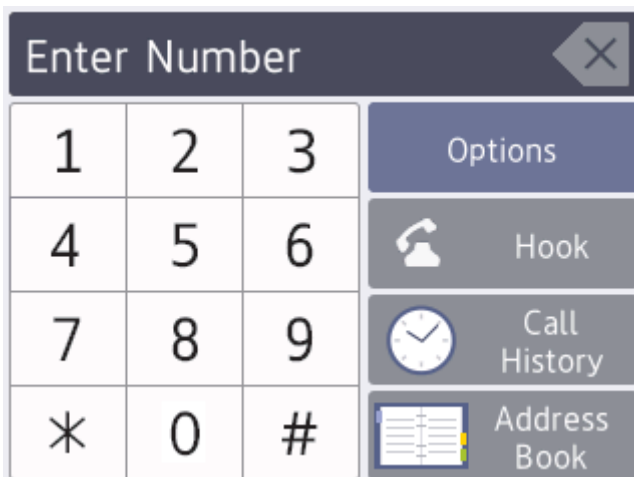 Enter Number
1 2 3
Options
4 5 6
Hook
7 8 9
Call
History
* 0 #
Address
Book